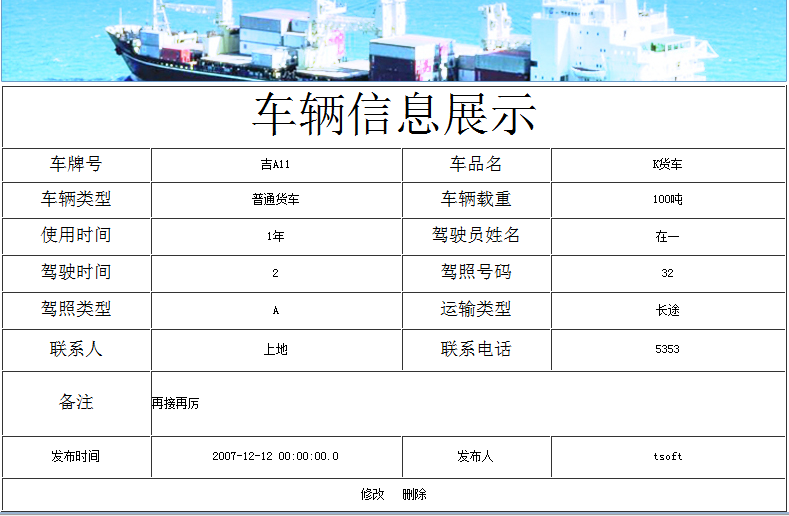 车辆信息展示
车牌号 吉A11 车品名 K货车
车辆类型 普通货车 车辆载重 100吨
使用时间 1年 驾驶员姓名 在一
驾驶时间 2 驾照号码 32
驾照类型 A 运输类型 长途
联系人 上地 联系电话 5353
备注 再接再厉
发布时间 2007-12-12 00:00:00.0 发布人 tsoft
修改 删除